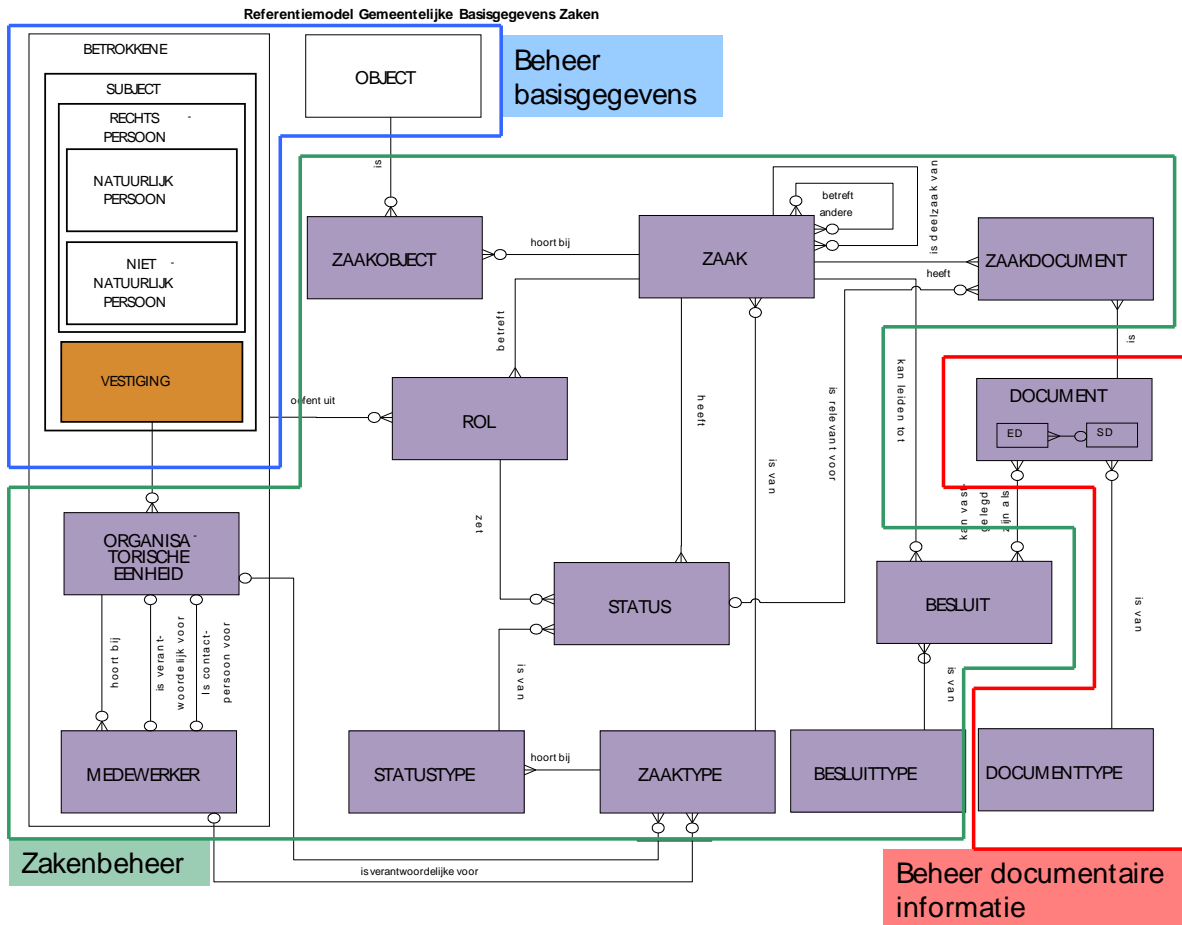 Referentiemodel Gemeentelijke Basisgegevens Zaken
BETROKKENE
SUBJECT
RECHTS -
PERSOON
NATUURLIJK
PERSOON
NIET -
NATUURLIJK
PERSOON
VESTIGING
OBJECT
Beheer
basisgegevens
is
ZAAKOBJECT
hoort bij
ZAAK
betreft
andere
is deelzaak van
ZAAKDOCUMENT
heeft
betreft
oefent uit
ROL
heeft
is van
is relevant voor
kan leiden tot
is
DOCUMENT
ED
SD
kan vast-
gelegd
zijn als
zet
ORGANISA -
TORISCHE
EENHEID
STATUS
BESLUIT
is van
hoort bij
is verant-
woordelijk voor
Is contact-
persoon voor
is van
is van
MEDEWERKER
STATUSTYPE
hoort bij
ZAAKTYPE
BESLUITTYPE
DOCUMENTTYPE
Zakenbeheer
isverantwoordelijke voor
Beheer documentaire
informatie